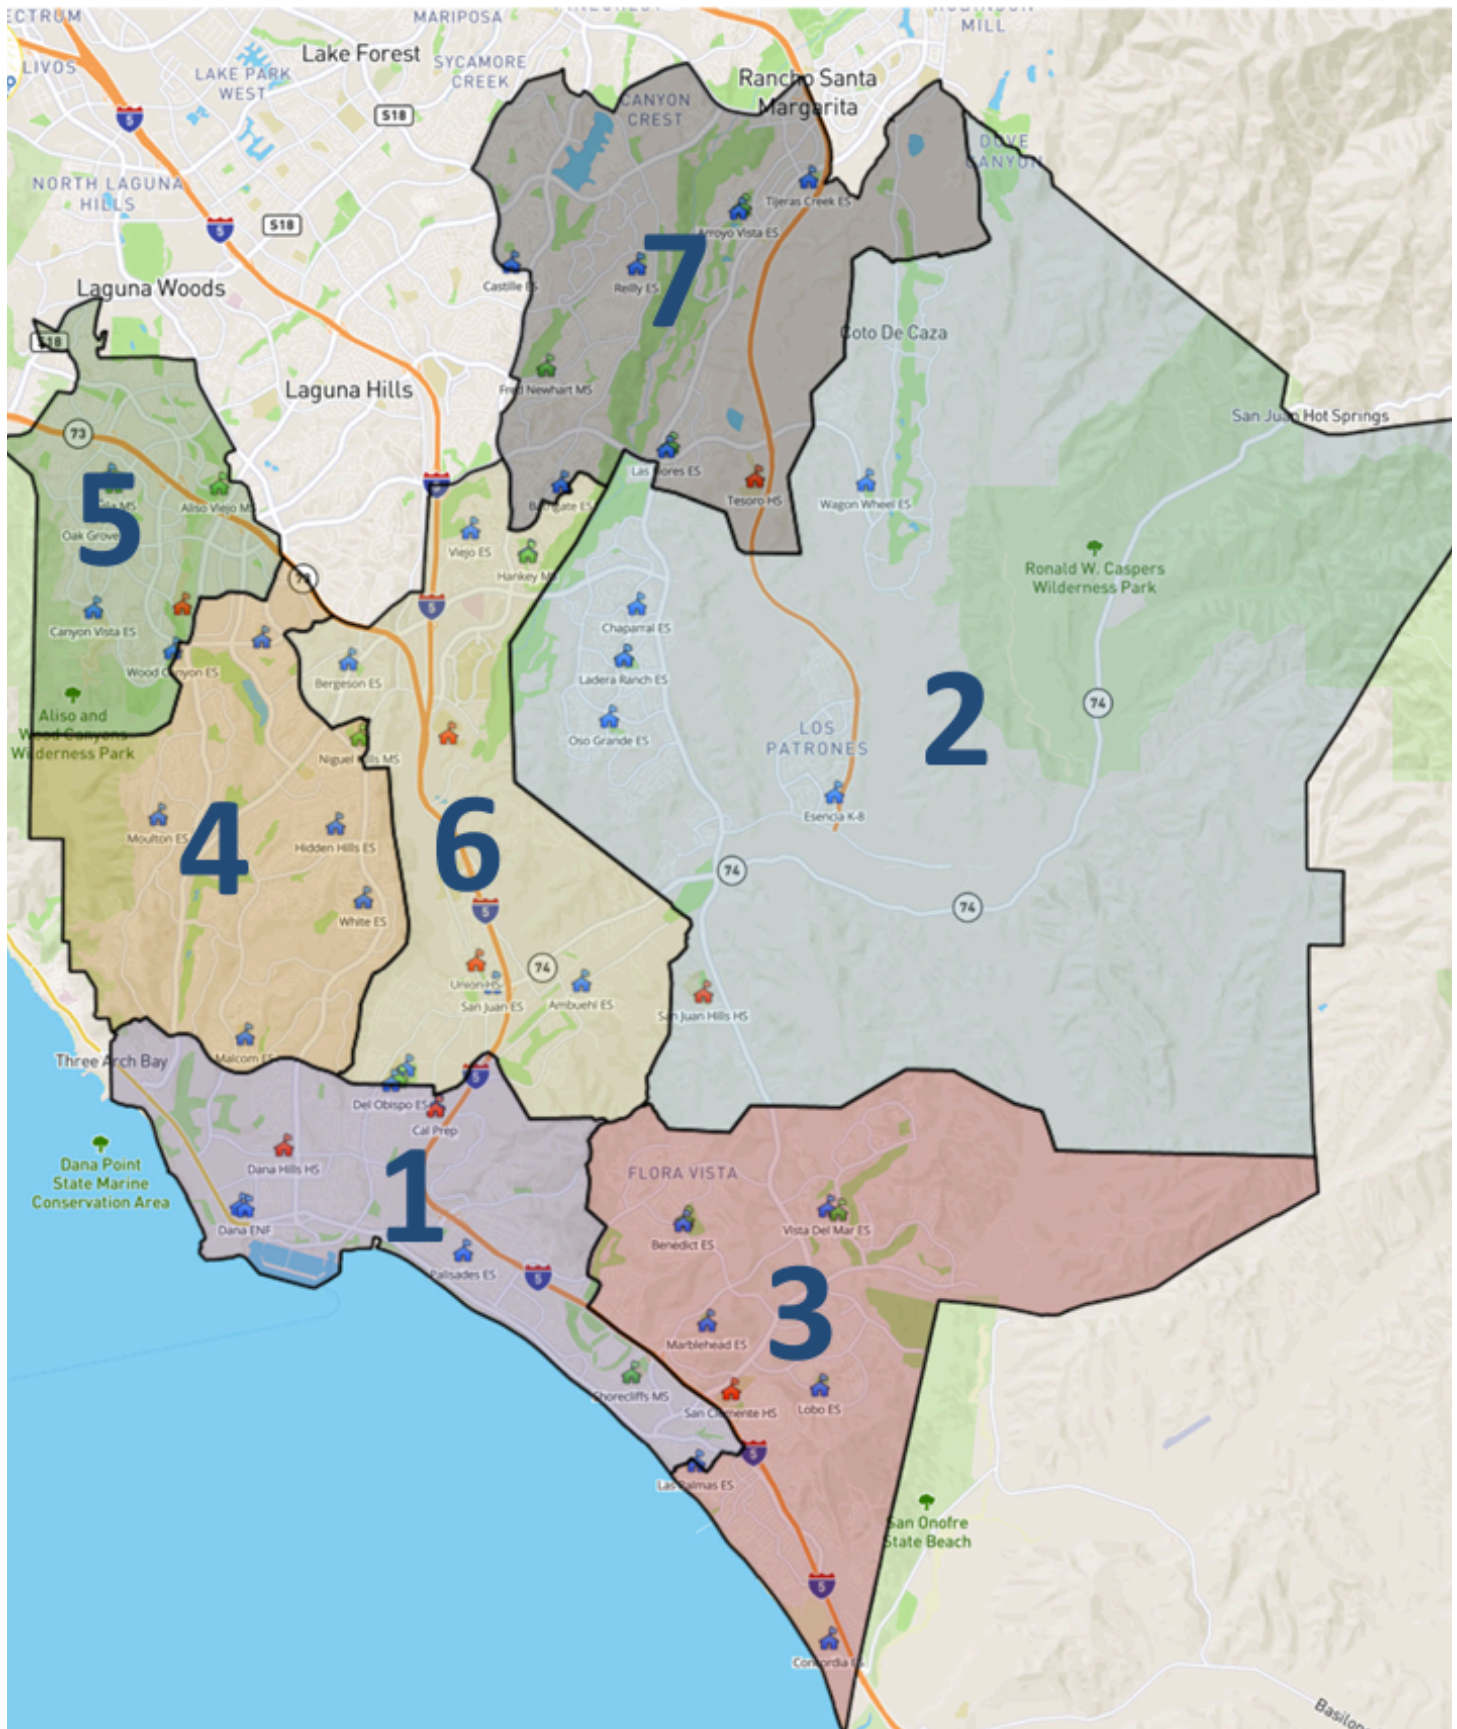 MARIPOSA
MILL
LIVOS
Lake Forest
SYCAMORE
CREEK
LAKE PARK
WEST
Rancho Santa
Margarita
CANYON
CREST
S18
5
DOVE
CANYON
NORTH LAGUNA
HILLS
S18
5
Tijeras Creek ES
Arroyo Vista ES
Castille ES
Reilly ES
7
Laguna Woods
S18
Coto De Caza
Laguna Hills
Fred Newhart MS
San Juan Hot Springs
73
Las Flores ES
5
Tesoro HS
Wagon Wheel ES
Bathgate ES
Aliso Viejo MS
Oak Grove
5
Viejo ES
Hankey MS
Ronald W. Caspers
Wilderness Park
73
5
Canyon Vista ES
Chaparral ES
Wood Canyon ES
Bergeson ES
Ladera Ranch ES
74
2
Aliso and
Wood Canyons
Wilderness Park
Oso Grande ES
LOS
PATRONES
Niguel Hills MS
Esencia K-8
Moulton ES
Hidden Hills ES
4
6
74
74
White ES
5
Union HS
74
San Juan ES
Ambuehl ES
San Juan Hills HS
Three Arch Bay
Malcom ES
5
Del Obispo ES
Cal Prep
Dana Point
State Marine
Conservation Area
Dana Hills HS
FLORA VISTA
1
Dana ENF
Benedict ES
Vista Del Mar ES
Palisades ES
5
3
Marblehead ES
Shorecliffs MS
San Clemente HS
Lobo ES
5
Las Palmas ES
San Onofre
State Beach
5
Concordia ES